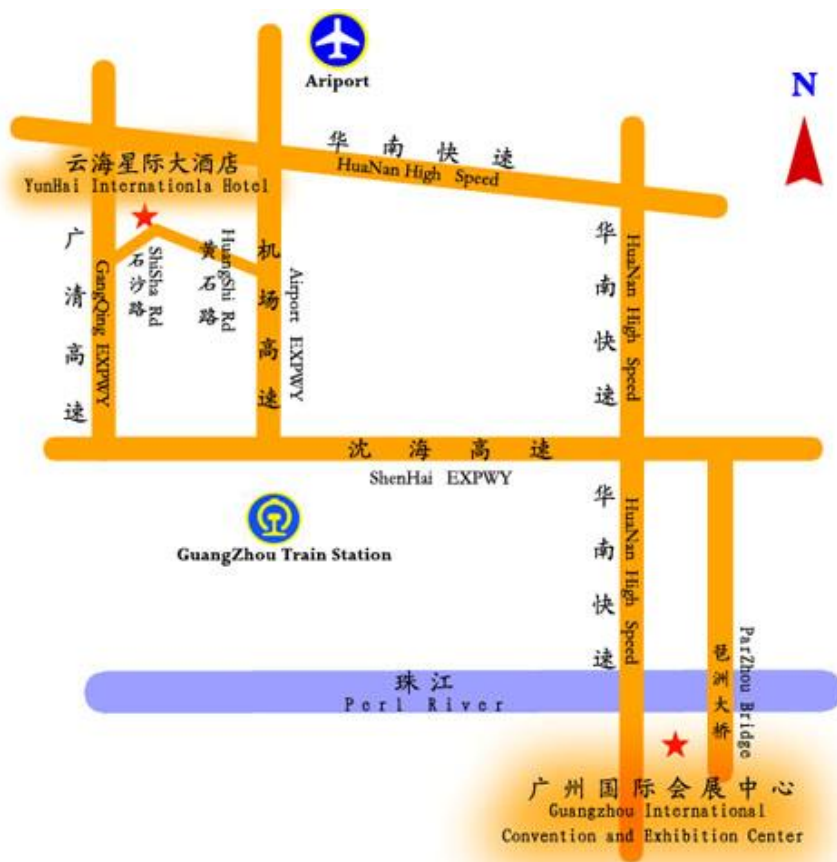 Ariport
N
华南快速
HuaNan High Speed
云海星际大酒店
YunHai Internationla Hotel
广清高速
GangQing EXPWY
石沙路
ShiSha Rd
黄石路
HuangShi Rd
机场高速
Airport EXPWY
华南快速
HuaNan High Speed
沈海高速
ShenHai EXPWY
GuangZhou Train Station
华南快速
HuaNan High Speed
琶洲大桥
ParZhou Bridge
珠江
Perl River
广州国际会展中心
Guangzhou International
Convention and Exhibition Center